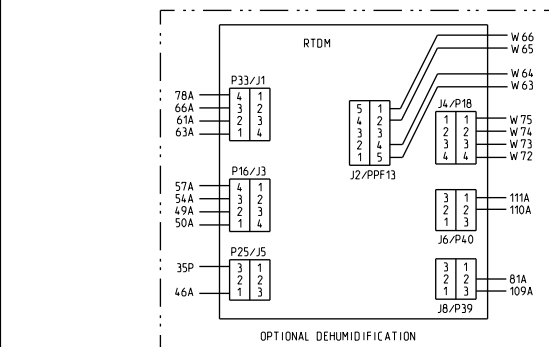 RTDM
W 66
W 65
W 64
W 63
P33/J1
78A 4 1
66A 3 2
61A 2 3
63A 1 4
5 1
4 2
3 3
2 4
1 5
J2/PPF13
J4/P18
1 1 W 75
2 2 W 74
3 3 W 73
4 4 W 72
P16/J3
57A 4 1
54A 3 2
49A 2 3
50A 1 4
3 1 111A
2 2 110A
1 3
J6/P40
P25/J5
35P 3 1
2 2
46A 1 3
3 1
2 2 81A
1 3 109A
J8/P39
OPTIONAL DEHUMIDIFICATION